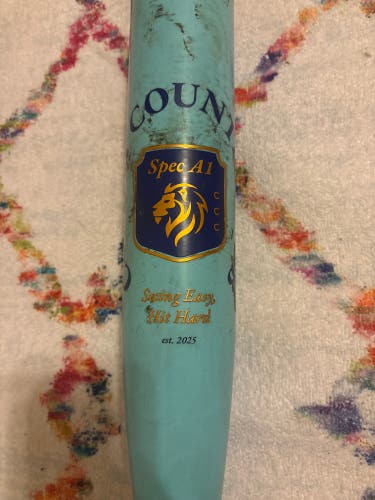 COUNT
Spec A1
C
C
C
Swing Easy,
Hit Hard
est. 2025